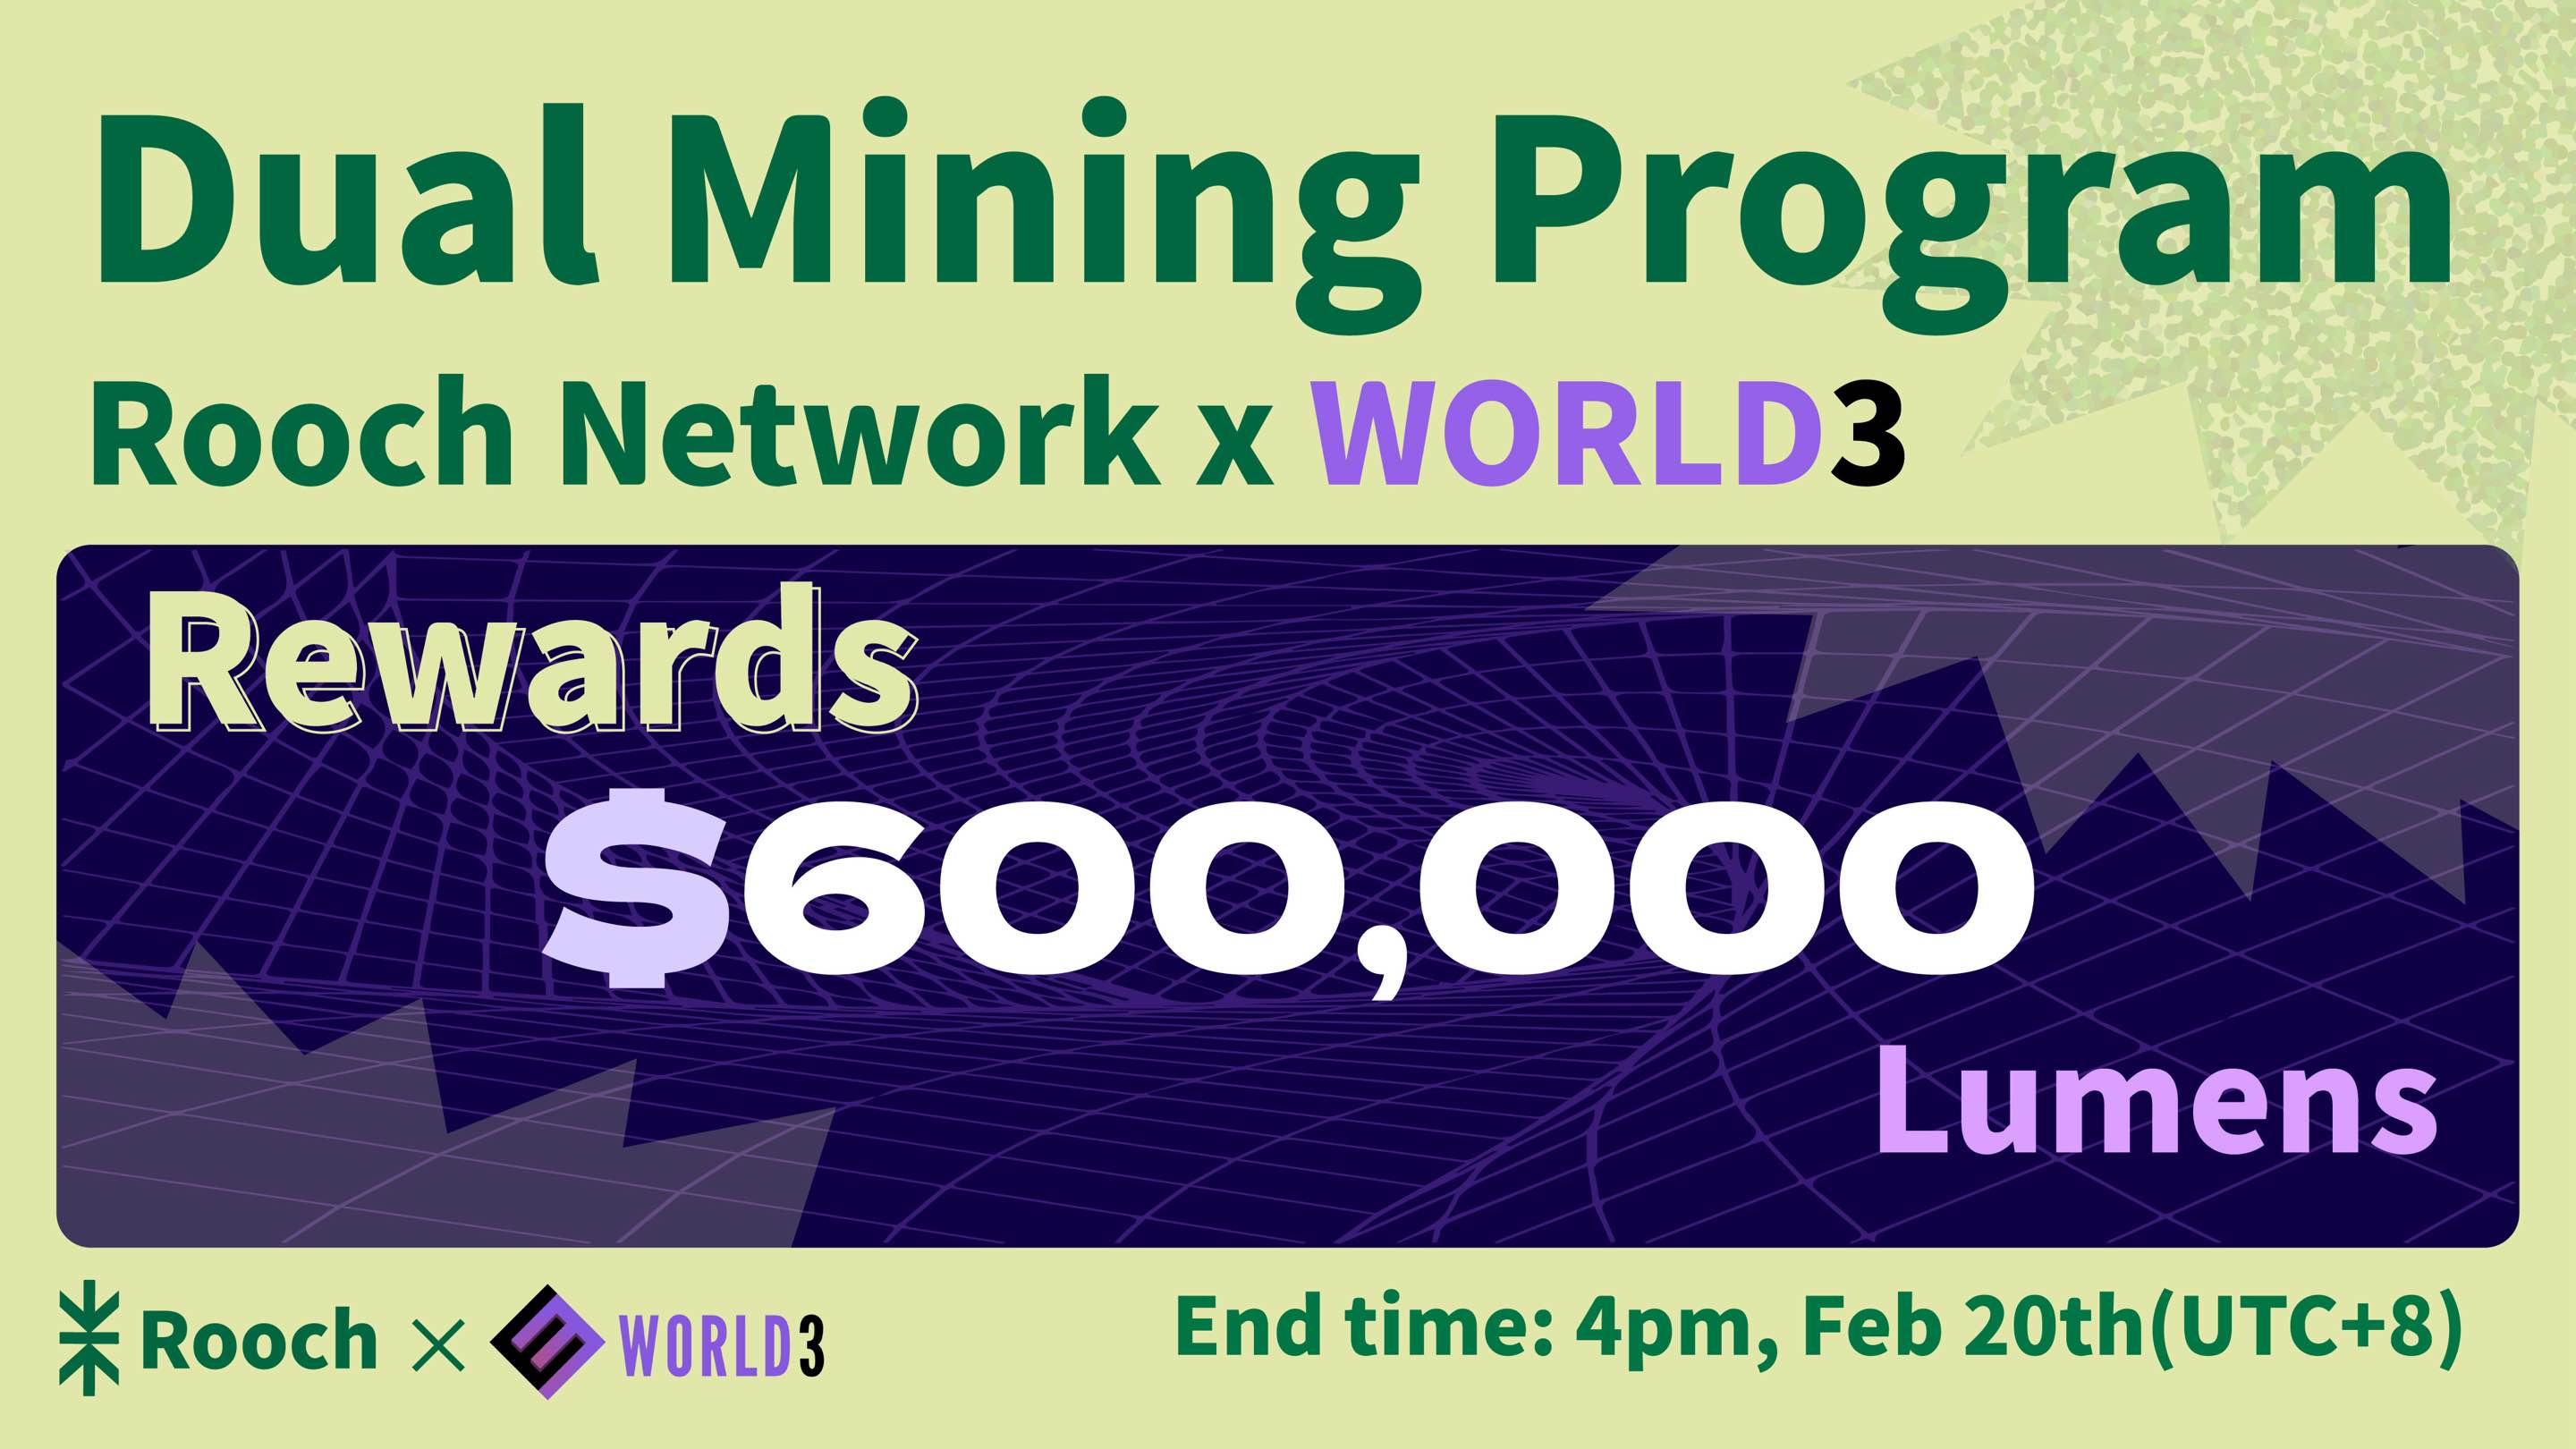 Dual Mining Program
Rooch Network x WORLD3
Rewards
$600,000
Lumens
Rooch × WORLD3
End time: 4pm, Feb 20th(UTC+8)